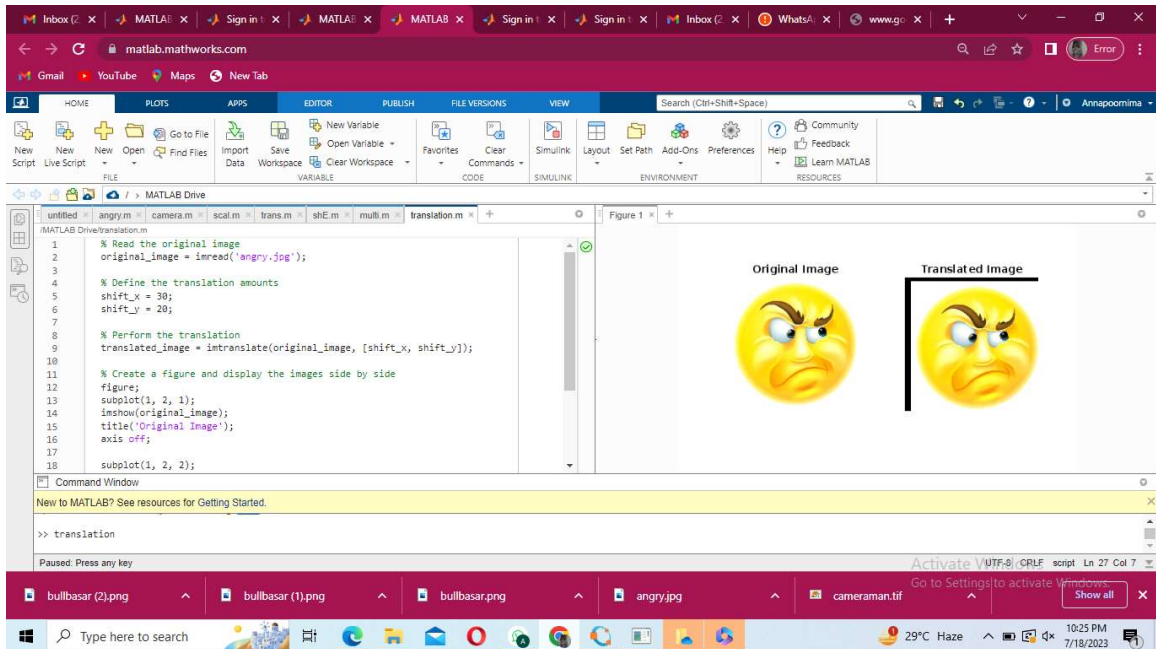 Inbox (2
MATLAB
Sign in t
MATLAB
MATLAB
Sign in t
Sign in t
Inbox (2
WhatsA
www.go
matlab.mathworks.com
Error
Gmail YouTube Maps New Tab
HOME PLOTS APPS EDITOR PUBLISH FILE VERSIONS VIEW
Search (Ctrl+Shift+Space)
Annapoornima
New Script
New Live Script
New
Open
Go to File
Find Files
FILE
Import Data
Save Workspace
New Variable
Open Variable
Clear Workspace
VARIABLE
Favorites
Clear Commands
CODE
Simulink
SIMULINK
Layout
Set Path
Add-Ons
Preferences
ENVIRONMENT
Help
Community
Feedback
Learn MATLAB
RESOURCES
/ > MATLAB Drive
untitled angry.m camera.m scal.m trans.m shE.m multi.m translation.m
Figure 1
/MATLAB Drive/translation.m
1 % Read the original image
2 original_image = imread('angry.jpg');
3
4 % Define the translation amounts
5 shift_x = 30;
6 shift_y = 20;
7
8 % Perform the translation
9 translated_image = imtranslate(original_image, [shift_x, shift_y]);
10
11 % Create a figure and display the images side by side
12 figure;
13 subplot(1, 2, 1);
14 imshow(original_image);
15 title('Original Image');
16 axis off;
17
18 subplot(1, 2, 2);
Original Image
Translated Image
Command Window
New to MATLAB? See resources for Getting Started.
>> translation
Paused: Press any key
UTF-8 CRLF script Ln 27 Col 7
Activate Windows
Go to Settings to activate Windows.
bullbasar (2).png
bullbasar (1).png
bullbasar.png
angry.jpg
cameraman.tif
Show all
Type here to search
29°C Haze
10:25 PM
7/18/2023
1